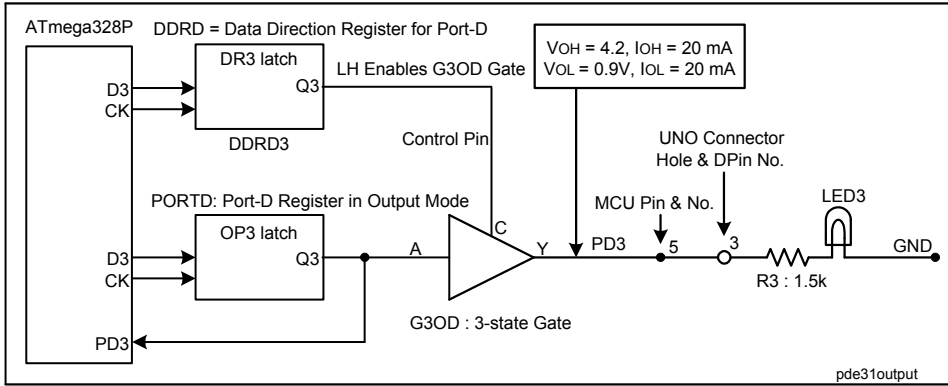 ATmega328P
DDRD = Data Direction Register for Port-D
DR3 latch
D3
CK
Q3
DDRD3
LH Enables G3OD Gate
Control Pin
VOH = 4.2, IOH = 20 mA
VOL = 0.9V, IOL = 20 mA
UNO Connector
Hole & DPin No.
MCU Pin & No.
LED3
PORTD: Port-D Register in Output Mode
OP3 latch
D3
CK
Q3
A
C
Y
PD3
5
3
GND
R3 : 1.5k
G3OD : 3-state Gate
PD3
pde31output